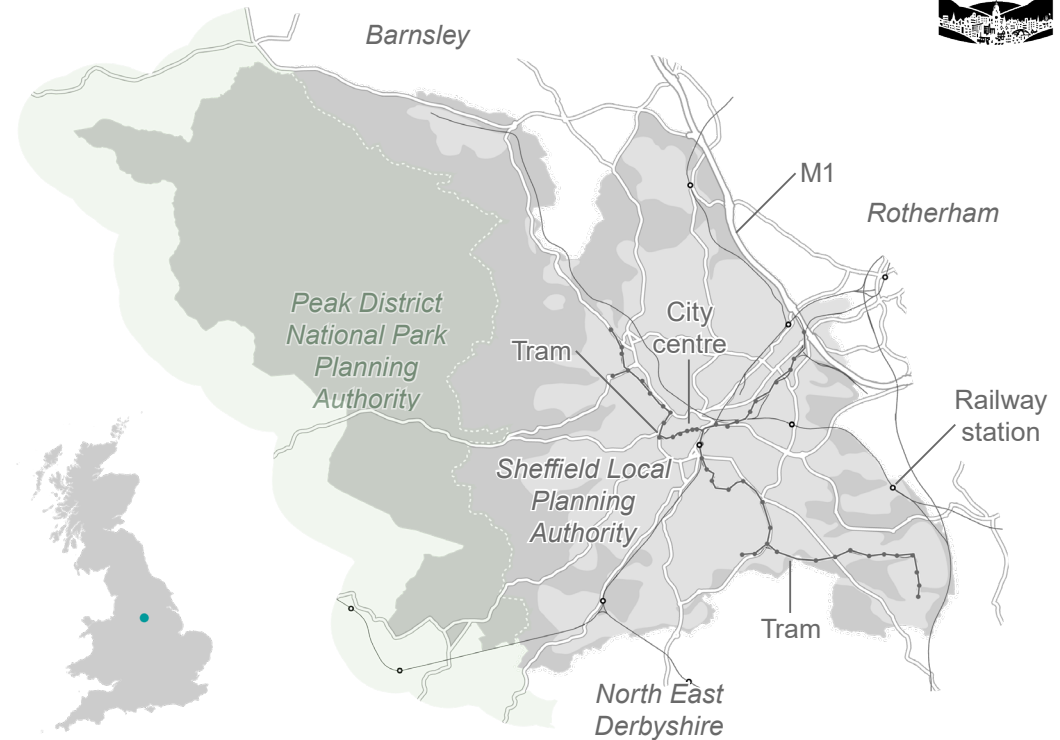 Barnsley
M1
Rotherham
Peak District
National Park
Planning
Authority
City
centre
Tram
Railway
station
Sheffield Local
Planning
Authority
Tram
North East
Derbyshire